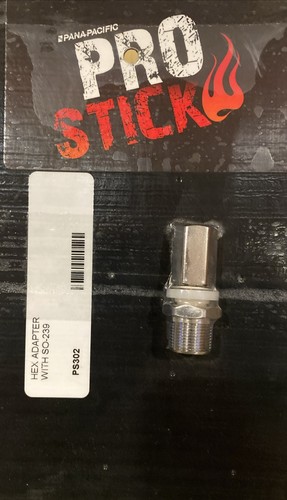 PANA-PACIFIC
PRO
STICK
HEX ADAPTER
WITH SO-239
PS302